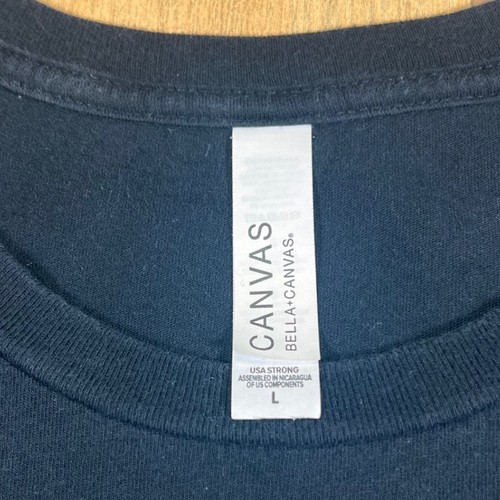 CANVAS
BELLA+CANVAS®
USA STRONG
ASSEMBLED IN NICARAGUA
OF US COMPONENTS
L